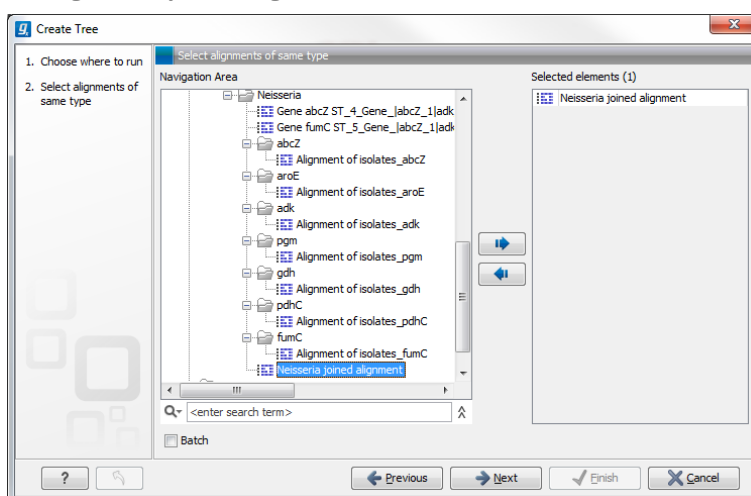 Create Tree
1. Choose where to run
2. Select alignments of
same type
Select alignments of same type
Navigation Area
Neisseria
Gene abcZ ST_4_Gene_|abcZ_1|adk
Gene fumC ST_5_Gene_|abcZ_1|adk
abcZ
Alignment of isolates_abcZ
aroE
Alignment of isolates_aroE
adk
Alignment of isolates_adk
pgm
Alignment of isolates_pgm
gdh
Alignment of isolates_gdh
pdhC
Alignment of isolates_pdhC
fumC
Alignment of isolates_fumC
Neisseria joined alignment
<enter search term>
Batch
Selected elements (1)
Neisseria joined alignment
?
Previous
Next
Finish
Cancel